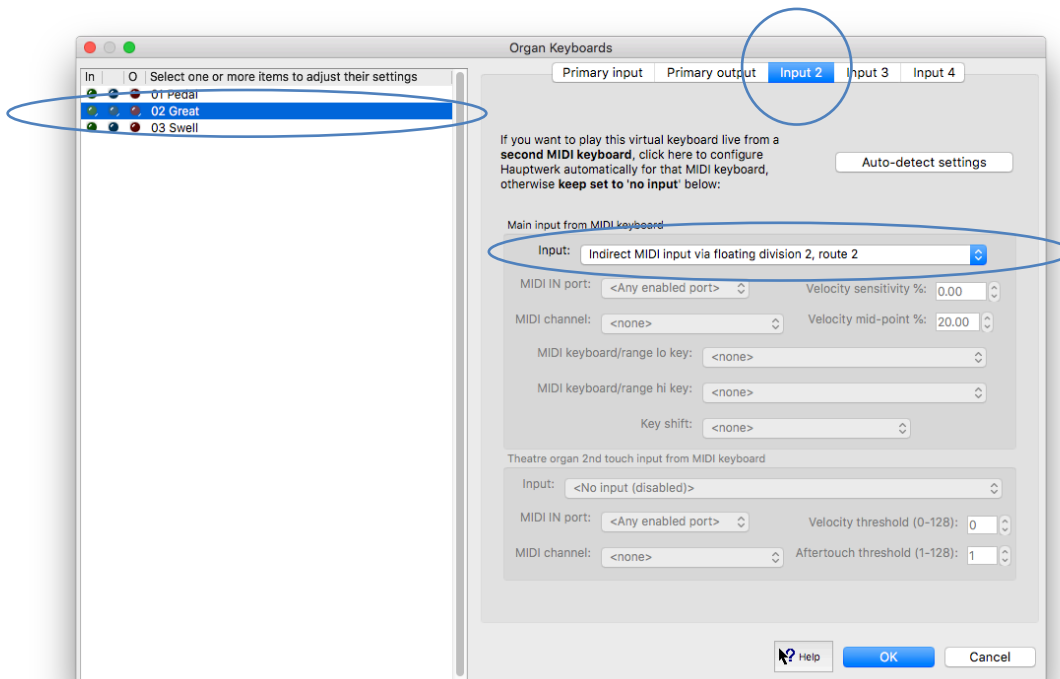 Organ Keyboards
In O Select one or more items to adjust their settings
01 Pedal
02 Great
03 Swell
Primary input Primary output Input 2 Input 3 Input 4
If you want to play this virtual keyboard live from a
second MIDI keyboard, click here to configure
Hauptwerk automatically for that MIDI keyboard,
otherwise keep set to 'no input' below:
Auto-detect settings
Main input from MIDI keyboard
Input: Indirect MIDI input via floating division 2, route 2
MIDI IN port: <Any enabled port> Velocity sensitivity %: 0.00
MIDI channel: <none> Velocity mid-point %: 20.00
MIDI keyboard/range lo key: <none>
MIDI keyboard/range hi key: <none>
Key shift: <none>
Theatre organ 2nd touch input from MIDI keyboard
Input: <No input (disabled)>
MIDI IN port: <Any enabled port> Velocity threshold (0-128): 0
MIDI channel: <none> Aftertouch threshold (1-128): 1
? Help OK Cancel